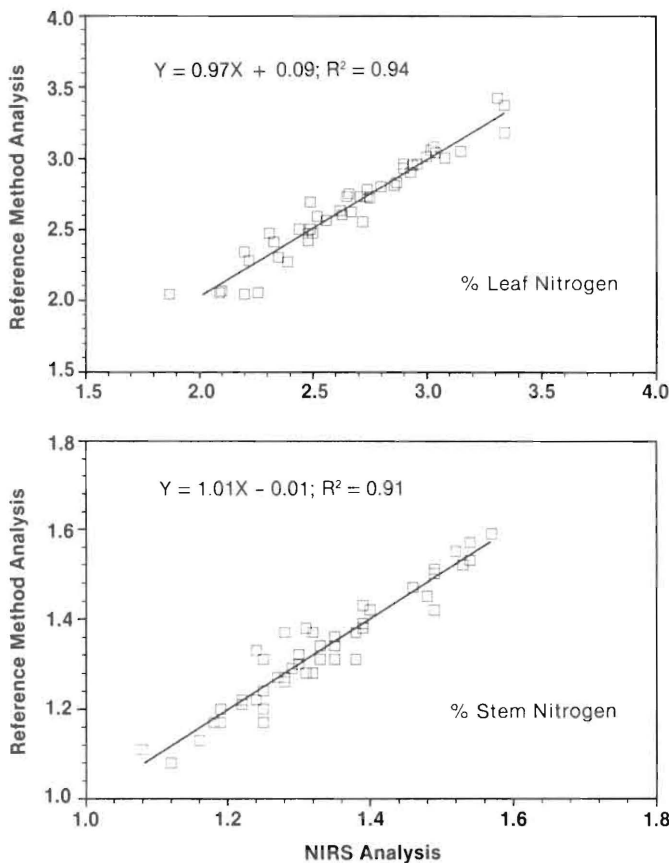 4.0
Y = 0.97X + 0.09; R² = 0.94
3.5
3.0
2.5
2.0
1.5
% Leaf Nitrogen
Reference Method Analysis
1.5 2.0 2.5 3.0 3.5 4.0
1.8
Y = 1.01X − 0.01; R² = 0.91
1.6
1.4
1.2
1.0
% Stem Nitrogen
Reference Method Analysis
1.0 1.2 1.4 1.6 1.8
NIRS Analysis